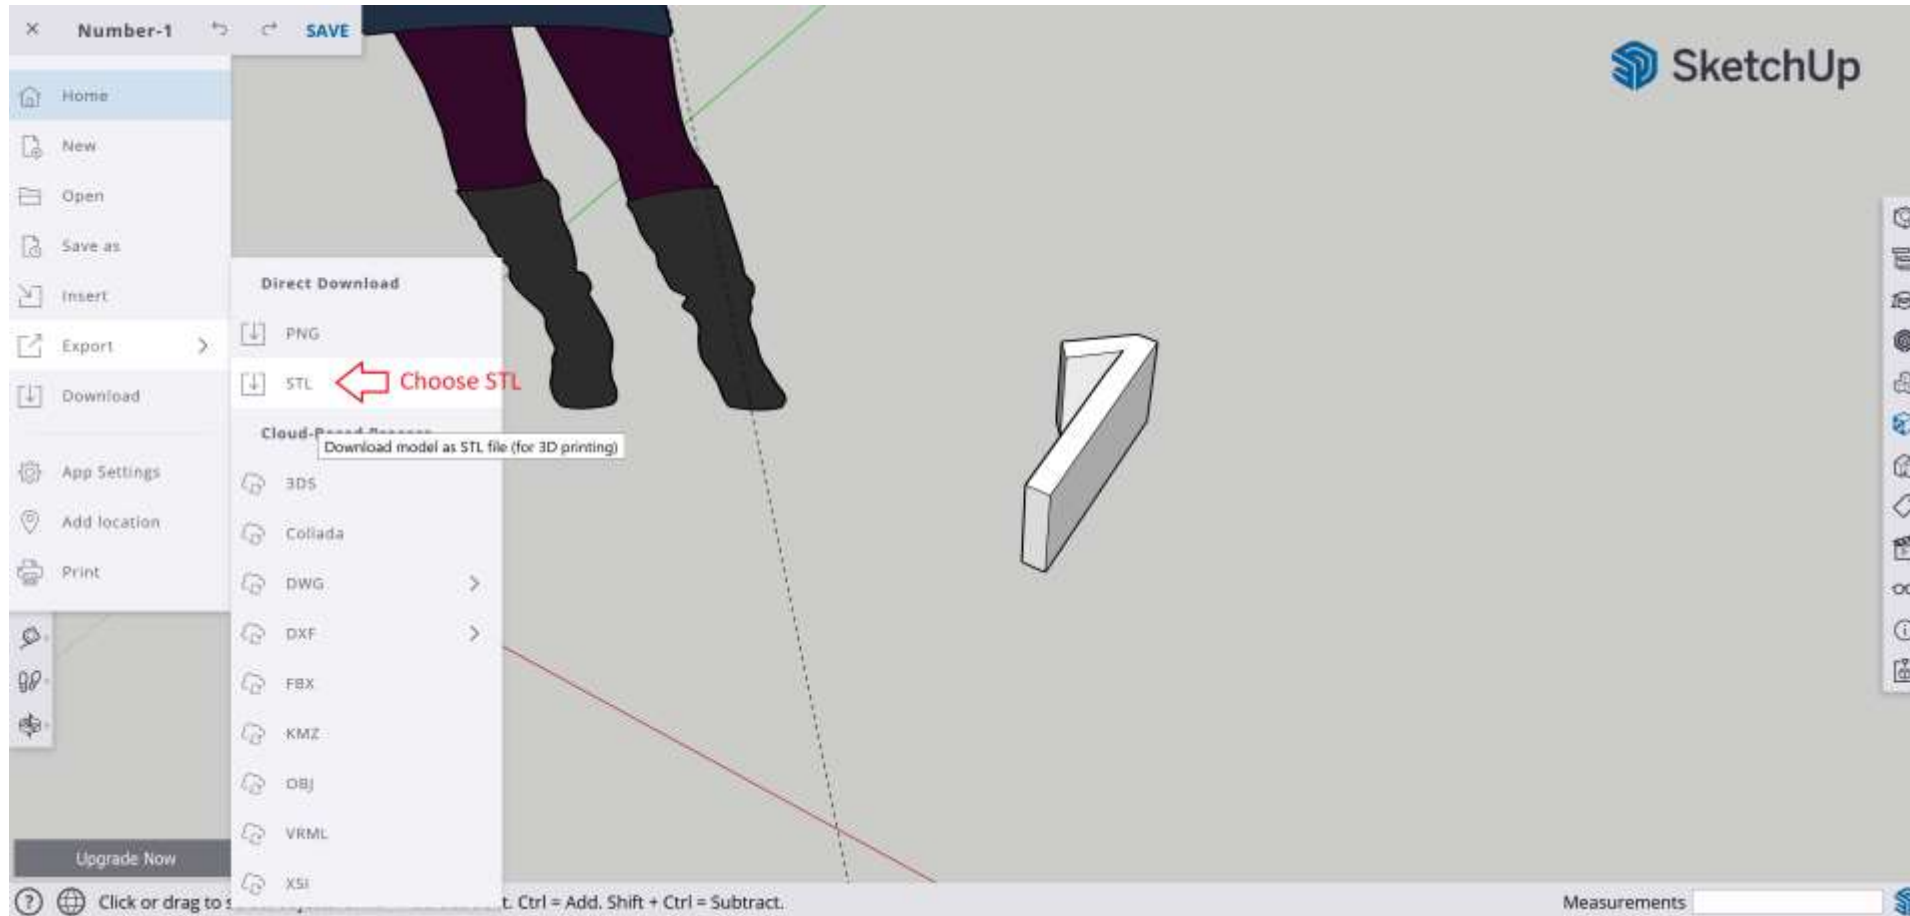 Number-1
SAVE
SketchUp
Home
New
Open
Save as
Insert
Export
Download
App Settings
Add location
Print
Direct Download
PNG
STL
Choose STL
Download model as STL file (for 3D printing)
3DS
Collada
DWG
DXF
FBX
KMZ
OBJ
VRML
XSI
Upgrade Now
Click or drag to
t. Ctrl = Add. Shift + Ctrl = Subtract.
Measurements